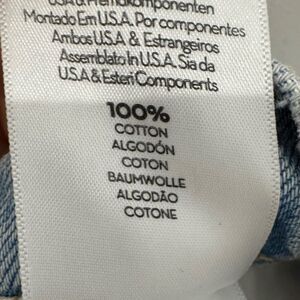 U.S.A & Fremdkomponenten
Montado Em U.S.A. Por componentes
Ambos U.S.A & Estrangeiros
Assemblato In U.S.A. Sia da
U.S.A & Esteri Components
100%
COTTON
ALGODÓN
COTON
BAUMWOLLE
ALGODÃO
COTONE